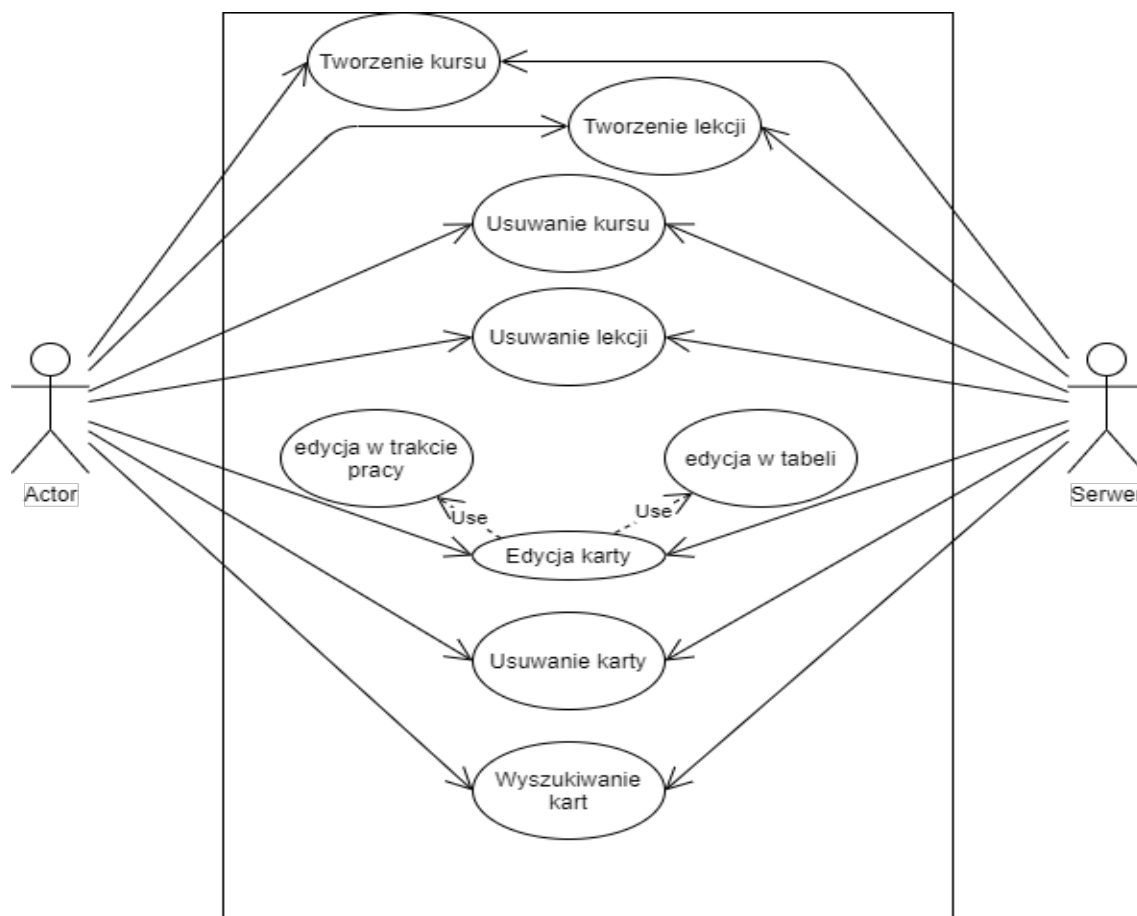 Tworzenie kursu
Tworzenie lekcji
Usuwanie kursu
Usuwanie lekcji
edycja w trakcie
pracy
edycja w tabeli
Actor
Serwer
Use
Use
Edycja karty
Usuwanie karty
Wyszukiwanie
kart